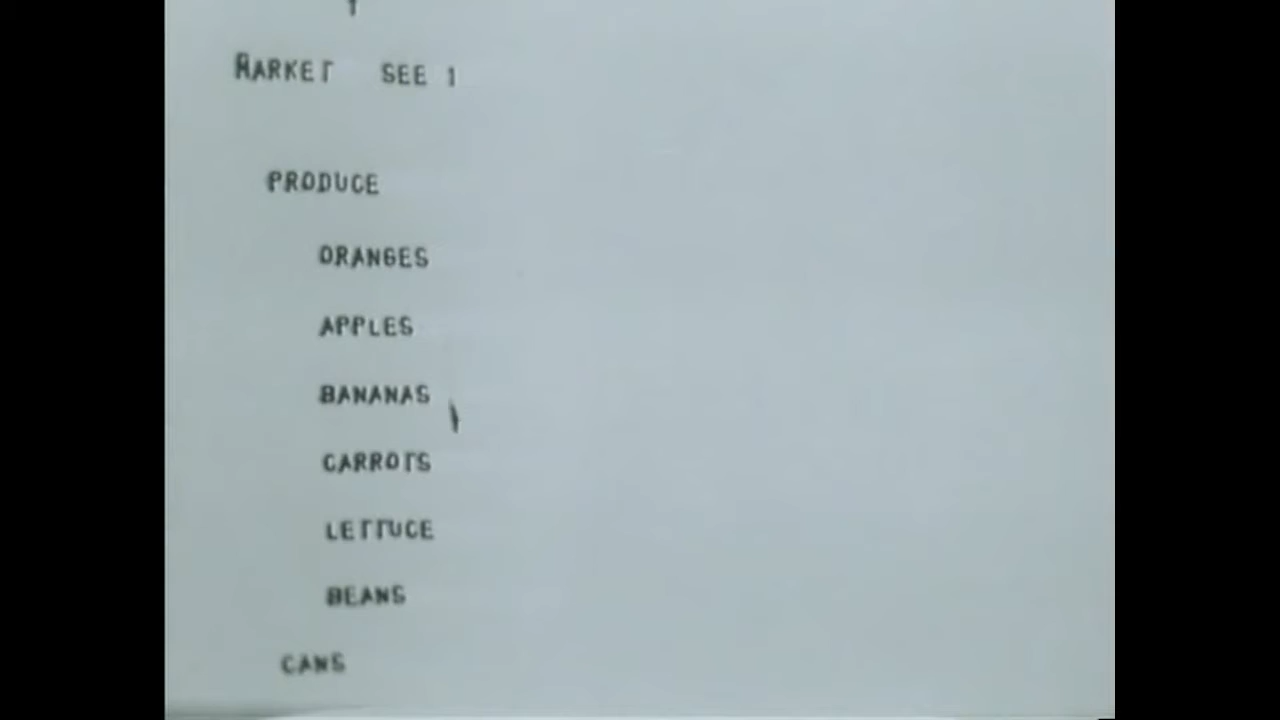 MARKET SEE 1
PRODUCE
ORANGES
APPLES
BANANAS
CARROTS
LETTUCE
BEANS
CANS